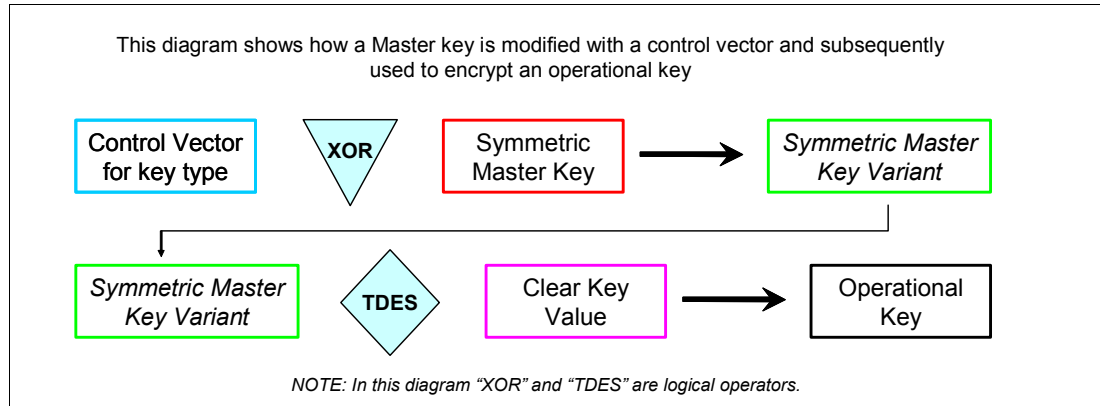 This diagram shows how a Master key is modified with a control vector and subsequently
used to encrypt an operational key
Control Vector
for key type
XOR
Symmetric
Master Key
Symmetric Master
Key Variant
Symmetric Master
Key Variant
TDES
Clear Key
Value
Operational
Key
NOTE: In this diagram “XOR” and “TDES” are logical operators.